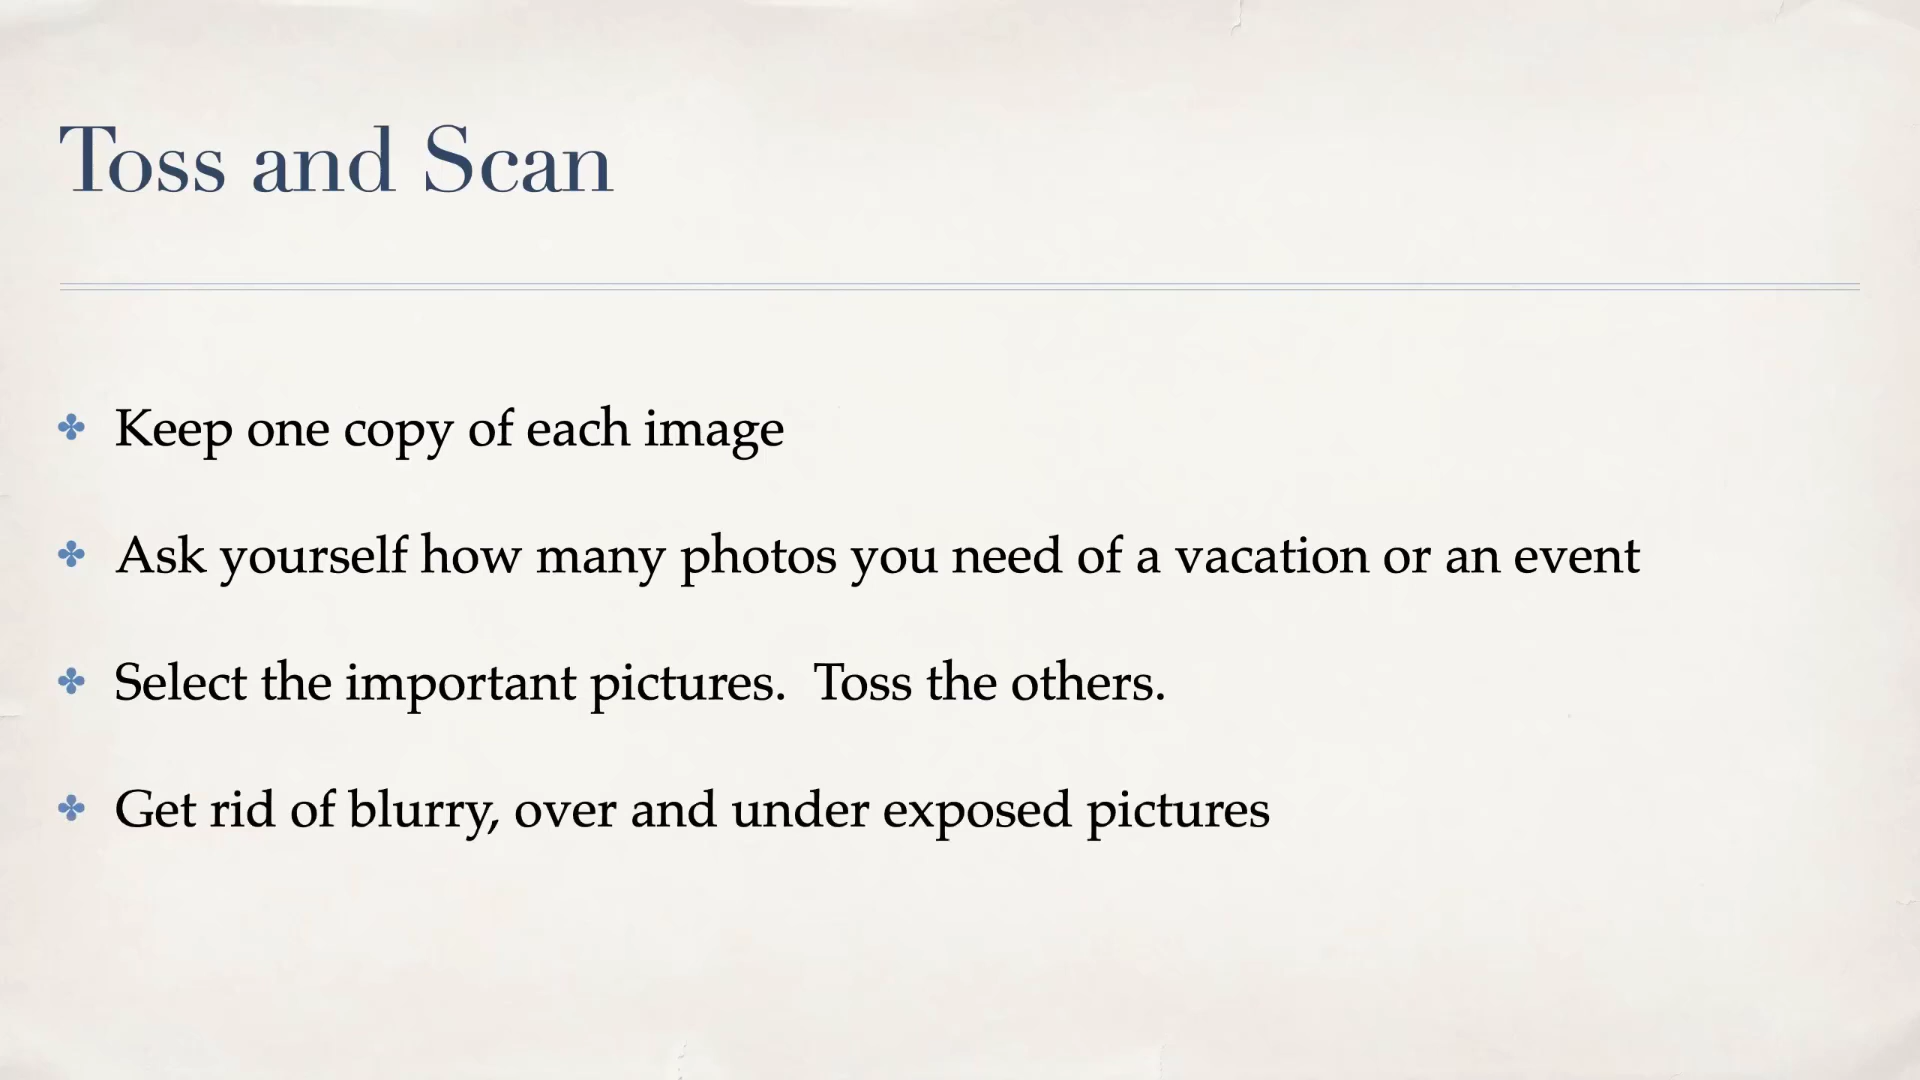 Toss and Scan
Keep one copy of each image
Ask yourself how many photos you need of a vacation or an event
Select the important pictures.  Toss the others.
Get rid of blurry, over and under exposed pictures